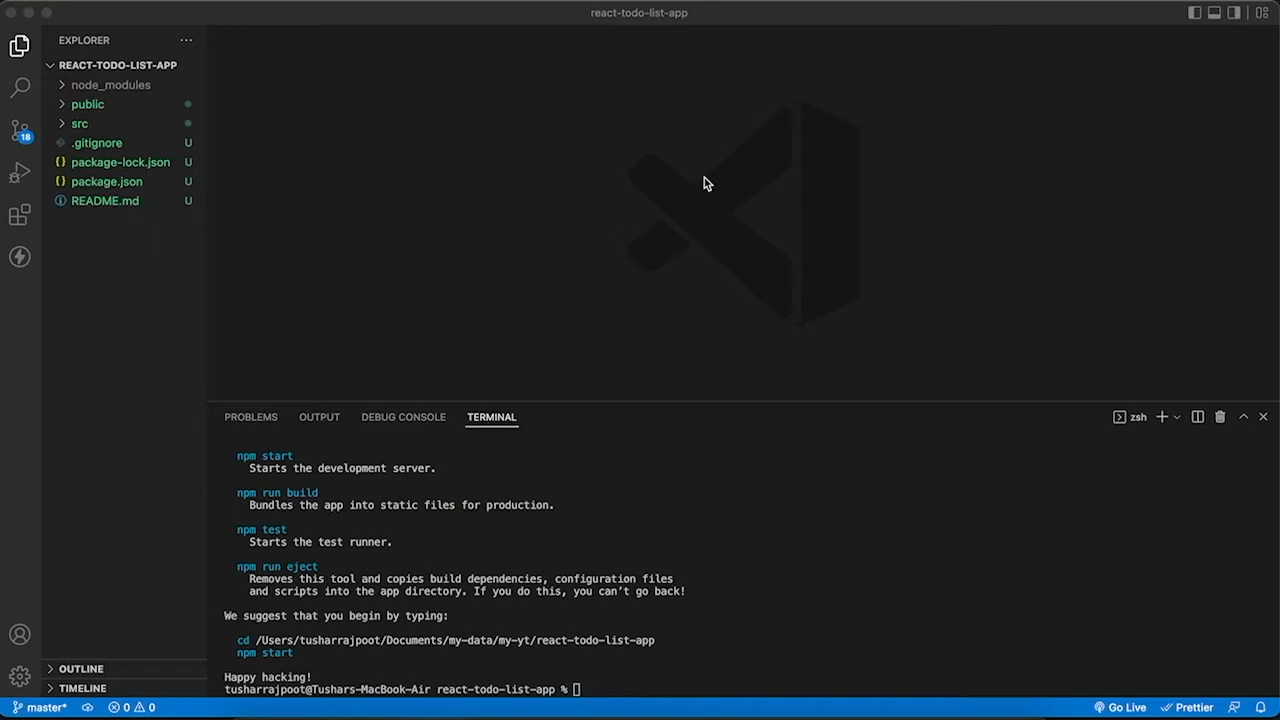 react-todo-list-app
EXPLORER
REACT-TODO-LIST-APP
node_modules
public
src
.gitignore U
package-lock.json U
package.json U
README.md U
18
PROBLEMS OUTPUT DEBUG CONSOLE TERMINAL
zsh
npm start
Starts the development server.
npm run build
Bundles the app into static files for production.
npm test
Starts the test runner.
npm run eject
Removes this tool and copies build dependencies, configuration files
and scripts into the app directory. If you do this, you can’t go back!
We suggest that you begin by typing:
cd /Users/tusharrajpoot/Documents/my-data/my-yt/react-todo-list-app
npm start
Happy hacking!
tusharrajpoot@Tushars-MacBook-Air react-todo-list-app %
OUTLINE
TIMELINE
master* 0 0 Go Live Prettier